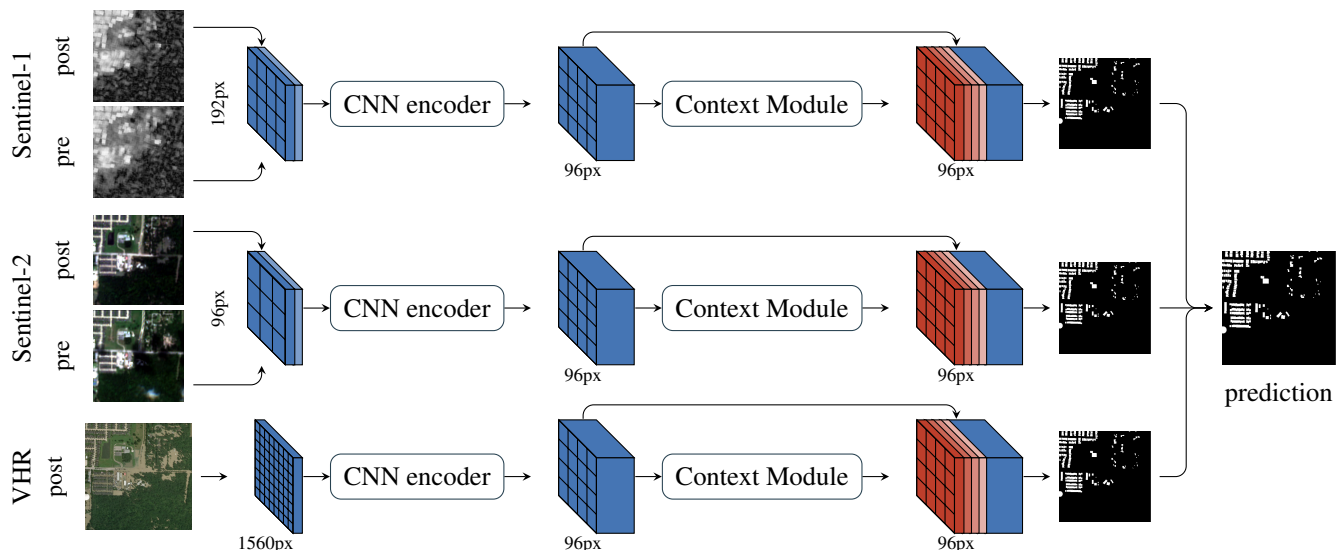 Sentinel-1
post
pre
192px
CNN encoder
96px
Context Module
96px
Sentinel-2
post
pre
96px
CNN encoder
96px
Context Module
96px
prediction
VHR
post
1560px
CNN encoder
96px
Context Module
96px